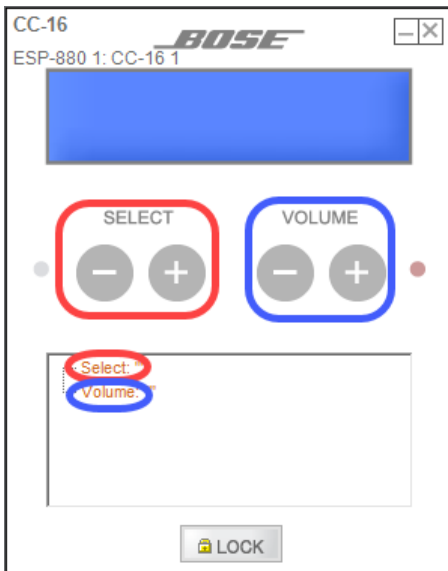 CC-16
BOSE
ESP-880 1: CC-16 1
SELECT
VOLUME
− +
− +
Select: ""
Volume: ""
LOCK